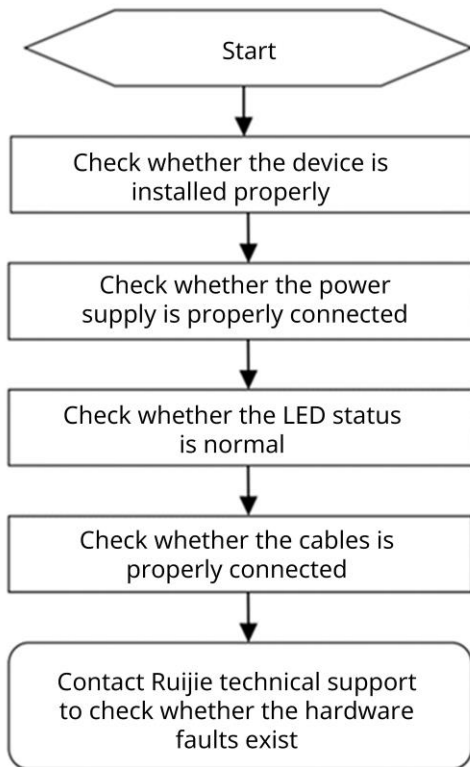 Start
Check whether the device is
installed properly
Check whether the power
supply is properly connected
Check whether the LED status
is normal
Check whether the cables is
properly connected
Contact Ruijie technical support
to check whether the hardware
faults exist